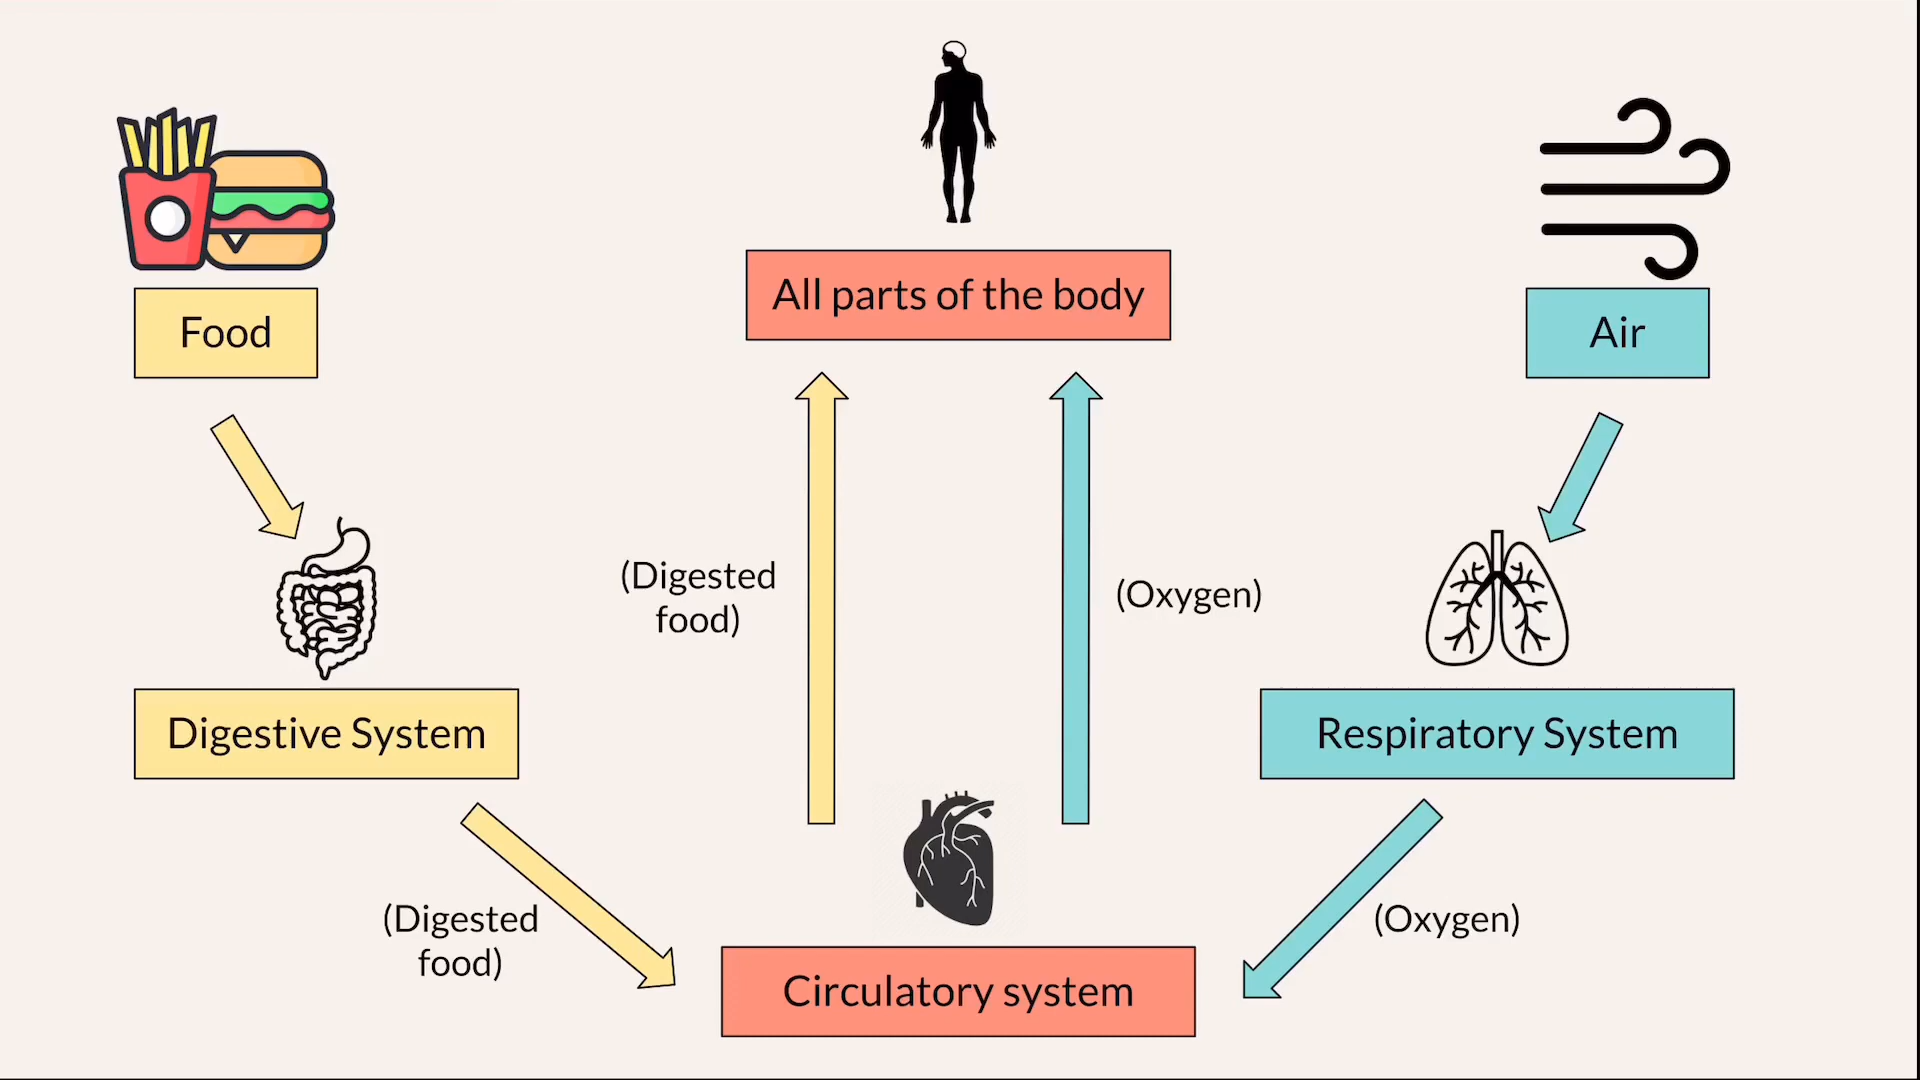 All parts of the body
Food
Air
(Digested
food)
(Oxygen)
Digestive System
Respiratory System
(Digested
food)
(Oxygen)
Circulatory system